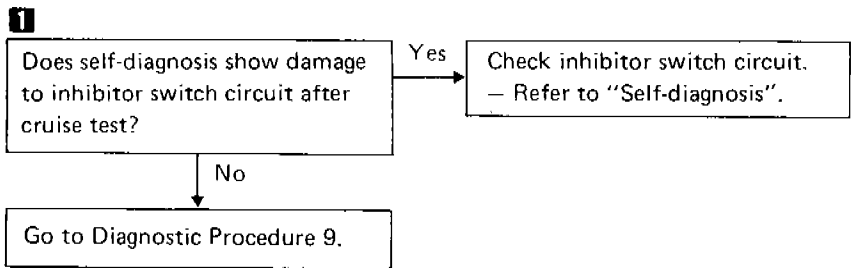 1
Does self-diagnosis show damage
to inhibitor switch circuit after
cruise test?
Yes
Check inhibitor switch circuit.
— Refer to "Self-diagnosis".
No
Go to Diagnostic Procedure 9.